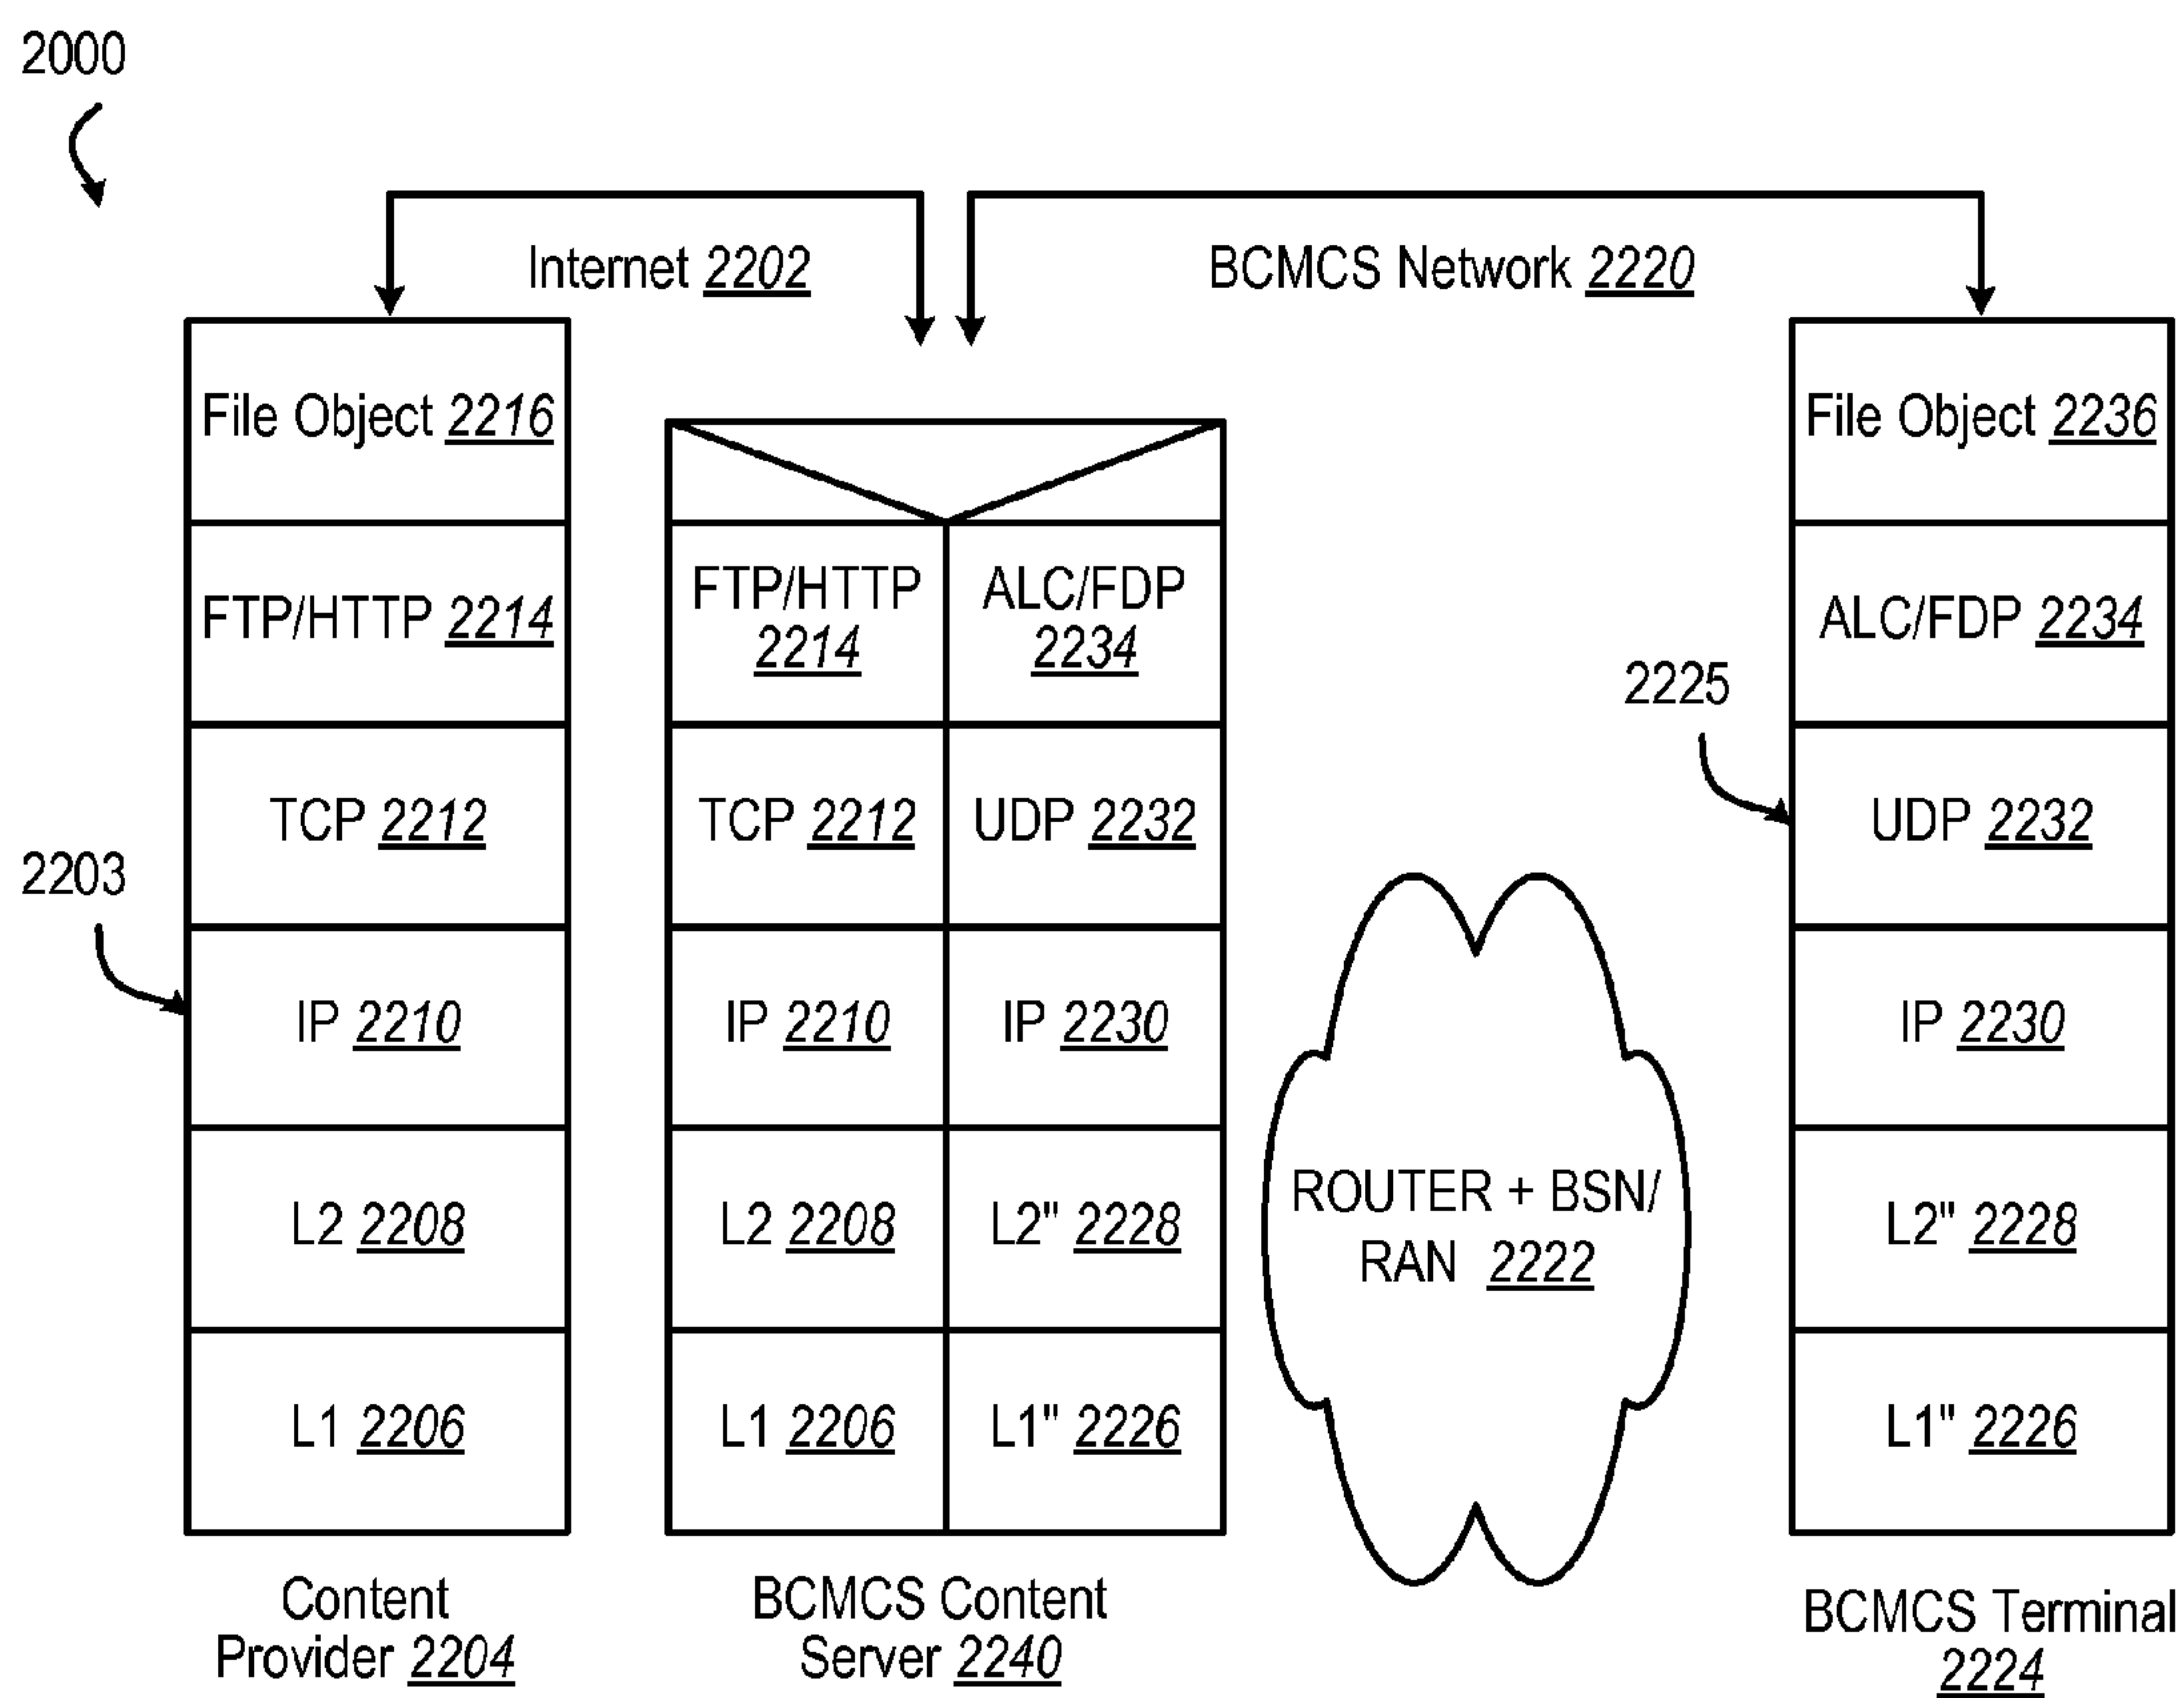 2000
Internet 2202
BCMCS Network 2220
File Object 2216
FTP/HTTP 2214
TCP 2212
2203
IP 2210
L2 2208
L1 2206
Content
Provider 2204
FTP/HTTP
2214
TCP 2212
IP 2210
L2 2208
L1 2206
ALC/FDP
2234
UDP 2232
IP 2230
L2" 2228
L1" 2226
BCMCS Content
Server 2240
ROUTER + BSN/
RAN 2222
2225
File Object 2236
ALC/FDP 2234
UDP 2232
IP 2230
L2" 2228
L1" 2226
BCMCS Terminal
2224